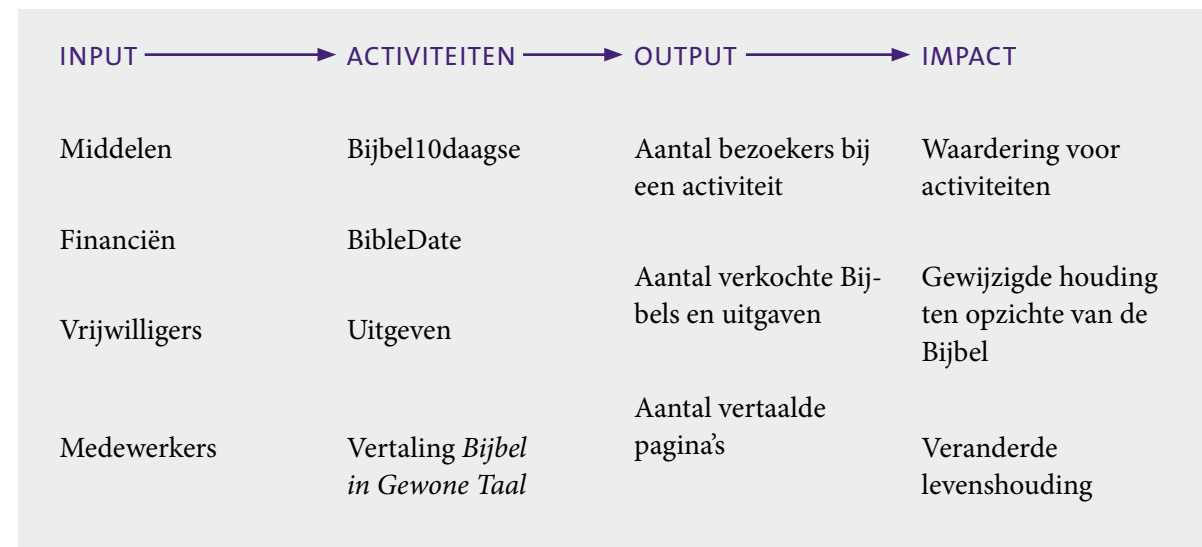 INPUT ACTIVITEITEN OUTPUT IMPACT
Middelen
Financiën
Vrijwilligers
Medewerkers
Bijbel10daagse
BibleDate
Uitgeven
Vertaling Bijbel
in Gewone Taal
Aantal bezoekers bij
een activiteit
Aantal verkochte Bij-
bels en uitgaven
Aantal vertaalde
pagina's
Waardering voor
activiteiten
Gewijzigde houding
ten opzichte van de
Bijbel
Veranderde
levenshouding